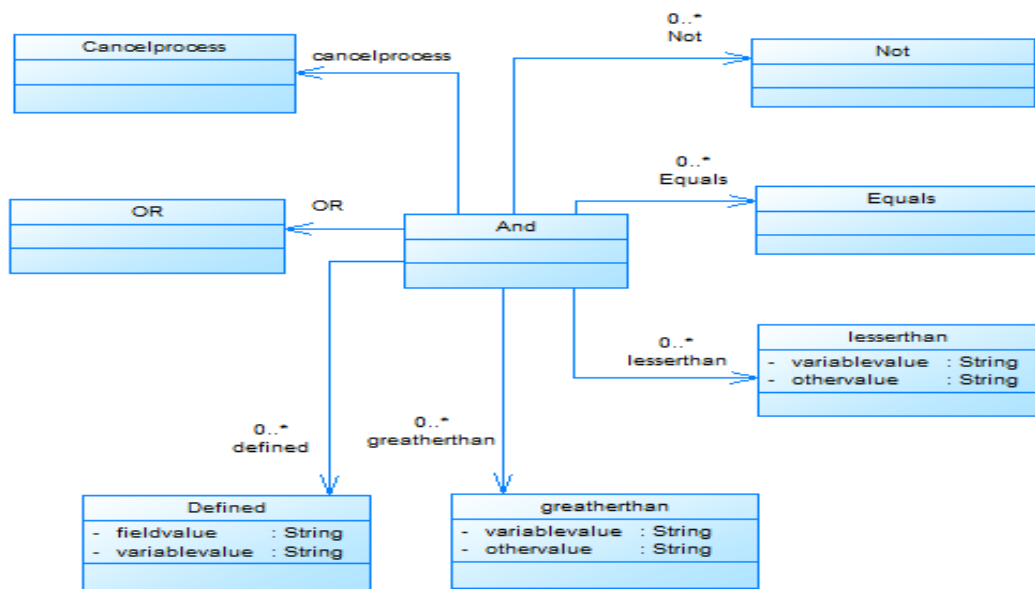 0..*
Not
Cancelprocess
cancelprocess
Not
0..*
Equals
OR
OR
And
Equals
0..*
lesserthan
lesserthan
- variablevalue : String
- othervalue : String
0..*
defined
0..*
greatherthan
Defined
- fieldvalue : String
- variablevalue : String
greatherthan
- variablevalue : String
- othervalue : String